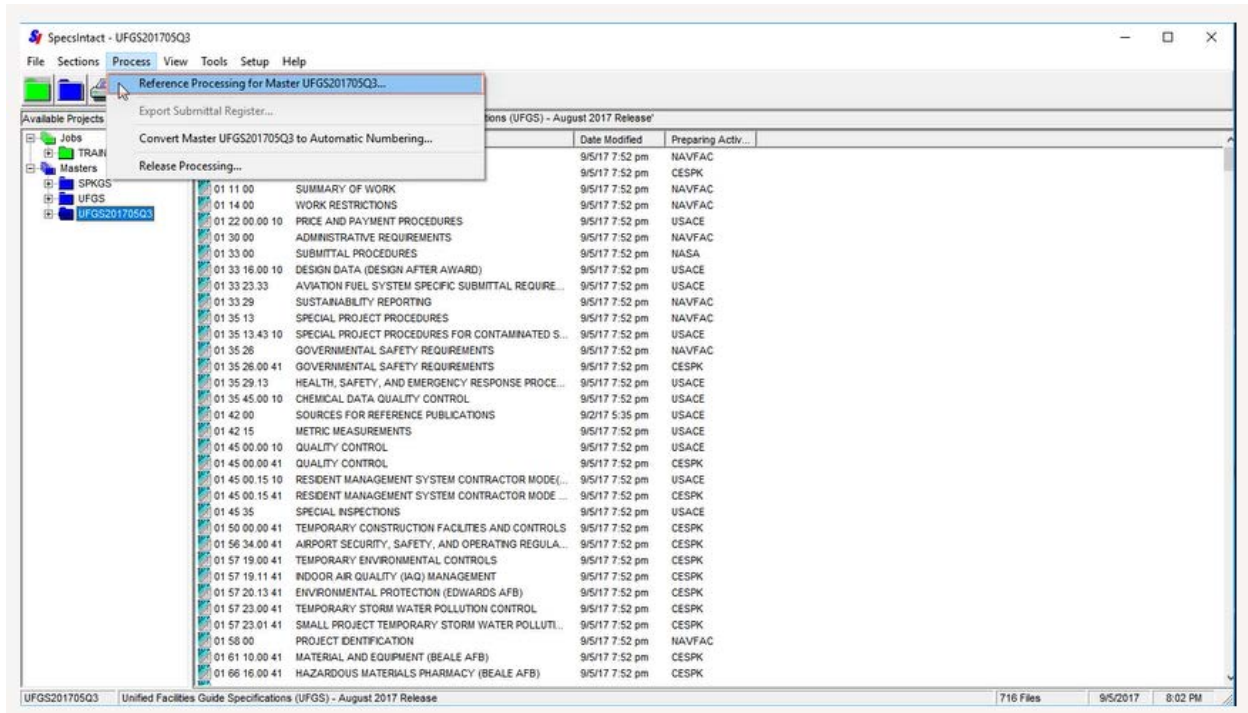 SpecsIntact - UFGS201705Q3
File Sections Process View Tools Setup Help
Reference Processing for Master UFGS201705Q3...
Export Submittal Register...
Convert Master UFGS201705Q3 to Automatic Numbering...
Release Processing...
Available Projects
(UFGS) - August 2017 Release'
Jobs
Masters
SPKGS
UFGS
UFGS201705Q3
Date Modified Preparing Activ...
9/5/17 7:52 pm NAVFAC
9/5/17 7:52 pm CESPK
01 11 00 SUMMARY OF WORK 9/5/17 7:52 pm NAVFAC
01 14 00 WORK RESTRICTIONS 9/5/17 7:52 pm NAVFAC
01 22 00.00 10 PRICE AND PAYMENT PROCEDURES 9/5/17 7:52 pm USACE
01 30 00 ADMINISTRATIVE REQUIREMENTS 9/5/17 7:52 pm NAVFAC
01 33 00 SUBMITTAL PROCEDURES 9/5/17 7:52 pm NASA
01 33 16.00 10 DESIGN DATA (DESIGN AFTER AWARD) 9/5/17 7:52 pm USACE
01 33 23.33 AVIATION FUEL SYSTEM SPECIFIC SUBMITTAL REQUIRE... 9/5/17 7:52 pm USACE
01 33 29 SUSTAINABILITY REPORTING 9/5/17 7:52 pm NAVFAC
01 35 13 SPECIAL PROJECT PROCEDURES 9/5/17 7:52 pm NAVFAC
01 35 13.43 10 SPECIAL PROJECT PROCEDURES FOR CONTAMINATED S... 9/5/17 7:52 pm USACE
01 35 26 GOVERNMENTAL SAFETY REQUIREMENTS 9/5/17 7:52 pm NAVFAC
01 35 26.00 41 GOVERNMENTAL SAFETY REQUIREMENTS 9/5/17 7:52 pm CESPK
01 35 29.13 HEALTH, SAFETY, AND EMERGENCY RESPONSE PROCE... 9/5/17 7:52 pm USACE
01 35 45.00 10 CHEMICAL DATA QUALITY CONTROL 9/5/17 7:52 pm USACE
01 42 00 SOURCES FOR REFERENCE PUBLICATIONS 9/2/17 5:35 pm USACE
01 42 15 METRIC MEASUREMENTS 9/5/17 7:52 pm USACE
01 45 00.00 10 QUALITY CONTROL 9/5/17 7:52 pm USACE
01 45 00.00 41 QUALITY CONTROL 9/5/17 7:52 pm CESPK
01 45 00.15 10 RESIDENT MANAGEMENT SYSTEM CONTRACTOR MODE(... 9/5/17 7:52 pm USACE
01 45 00.15 41 RESIDENT MANAGEMENT SYSTEM CONTRACTOR MODE ... 9/5/17 7:52 pm CESPK
01 45 35 SPECIAL INSPECTIONS 9/5/17 7:52 pm USACE
01 50 00.00 41 TEMPORARY CONSTRUCTION FACILITIES AND CONTROLS 9/5/17 7:52 pm CESPK
01 56 34.00 41 AIRPORT SECURITY, SAFETY, AND OPERATING REGULA... 9/5/17 7:52 pm CESPK
01 57 19.00 41 TEMPORARY ENVIRONMENTAL CONTROLS 9/5/17 7:52 pm CESPK
01 57 19.11 41 INDOOR AIR QUALITY (IAQ) MANAGEMENT 9/5/17 7:52 pm CESPK
01 57 20.13 41 ENVIRONMENTAL PROTECTION (EDWARDS AFB) 9/5/17 7:52 pm CESPK
01 57 23.00 41 TEMPORARY STORM WATER POLLUTION CONTROL 9/5/17 7:52 pm CESPK
01 57 23.01 41 SMALL PROJECT TEMPORARY STORM WATER POLLUTI... 9/5/17 7:52 pm CESPK
01 58 00 PROJECT IDENTIFICATION 9/5/17 7:52 pm NAVFAC
01 61 10.00 41 MATERIAL AND EQUIPMENT (BEALE AFB) 9/5/17 7:52 pm CESPK
01 66 16.00 41 HAZARDOUS MATERIALS PHARMACY (BEALE AFB) 9/5/17 7:52 pm CESPK
UFGS201705Q3 Unified Facilities Guide Specifications (UFGS) - August 2017 Release 716 Files 9/5/2017 8:02 PM